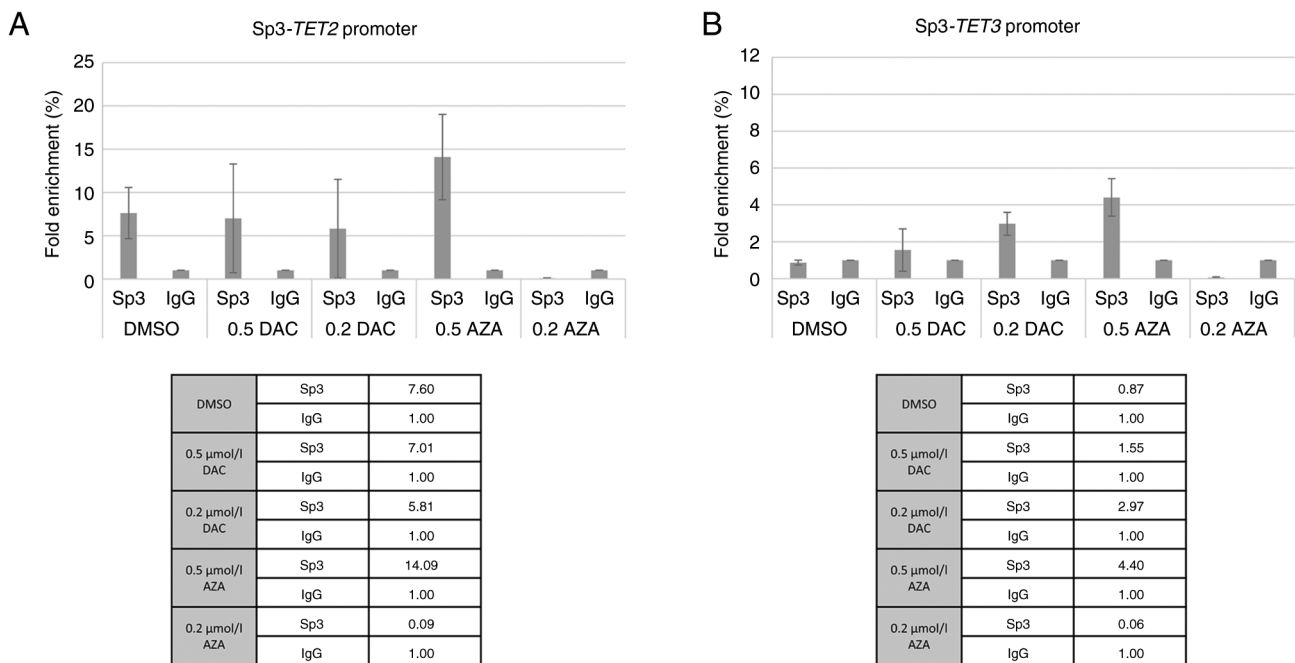 A
Sp3-TET2 promoter
Fold enrichment (%)
25
20
15
10
5
0
Sp3 IgG Sp3 IgG Sp3 IgG Sp3 IgG Sp3 IgG
DMSO 0.5 DAC 0.2 DAC 0.5 AZA 0.2 AZA
DMSO
Sp3 7.60
IgG 1.00
0.5 µmol/l
DAC
Sp3 7.01
IgG 1.00
0.2 µmol/l
DAC
Sp3 5.81
IgG 1.00
0.5 µmol/l
AZA
Sp3 14.09
IgG 1.00
0.2 µmol/l
AZA
Sp3 0.09
IgG 1.00
B
Sp3-TET3 promoter
Fold enrichment (%)
12
10
8
6
4
2
0
Sp3 IgG Sp3 IgG Sp3 IgG Sp3 IgG Sp3 IgG
DMSO 0.5 DAC 0.2 DAC 0.5 AZA 0.2 AZA
DMSO
Sp3 0.87
IgG 1.00
0.5 µmol/l
DAC
Sp3 1.55
IgG 1.00
0.2 µmol/l
DAC
Sp3 2.97
IgG 1.00
0.5 µmol/l
AZA
Sp3 4.40
IgG 1.00
0.2 µmol/l
AZA
Sp3 0.06
IgG 1.00